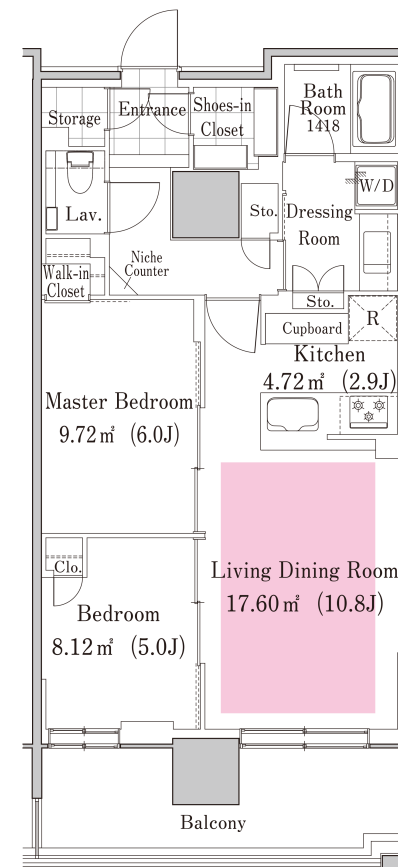 Bath
Room
1418
Storage
Entrance
Shoes-in
Closet
W/D
Lav.
Sto.
Dressing
Room
Niche
Counter
Walk-in
Closet
Sto.
R
Cupboard
Kitchen
4.72㎡ (2.9J)
Master Bedroom
9.72㎡ (6.0J)
Clo.
Living Dining Room
17.60㎡ (10.8J)
Bedroom
8.12㎡ (5.0J)
Balcony